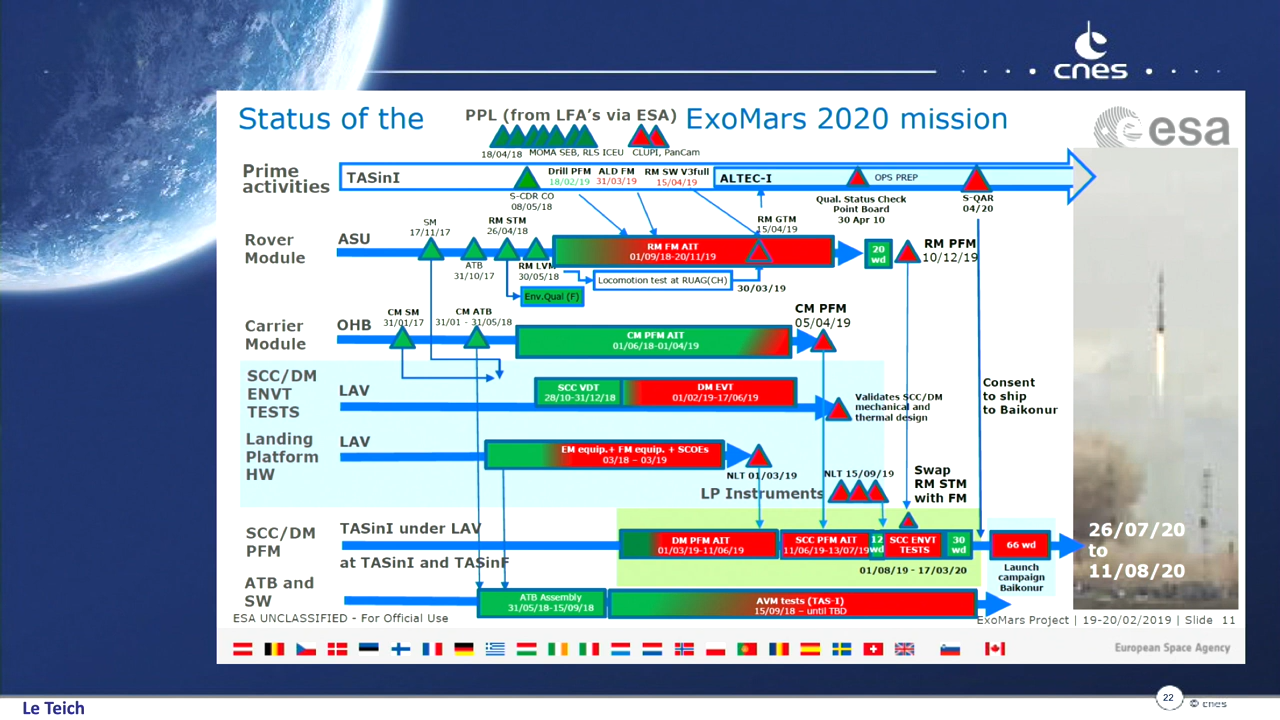 cnes
Status of the
PPL (from LFA's via ESA)
ExoMars 2020 mission
esa
18/04/18
MOMA SEB, RLS ICEU
CLUPI, PanCam
Prime
activities
TASinI
Drill PFM
18/02/19
ALD FM
31/03/19
RM SW V3full
15/04/19
ALTEC-I
OPS PREP
S-CDR CO
08/05/18
Qual. Status Check
Point Board
30 Apr 10
S-QAR
04/20
Rover
Module
ASU
SM
17/11/17
RM STM
26/04/18
RM GTM
15/04/19
ATB
31/10/17
RM LVM
30/05/18
RM FM AIT
01/09/18-20/11/19
20
wd
RM PFM
10/12/19
Locomotion test at RUAG(CH)
30/03/19
Env.Qual (F)
Carrier
Module
OHB
CM SM
31/01/17
CM ATB
31/01 - 31/05/18
CM PFM AIT
01/06/18-01/04/19
CM PFM
05/04/19
SCC/DM
ENVT
TESTS
LAV
SCC VDT
28/10-31/12/18
DM EVT
01/02/19-17/06/19
Validates SCC/DM
mechanical and
thermal design
Consent
to ship
to Baikonur
Landing
Platform
HW
LAV
EM equip.+ FM equip. + SCOEs
03/18 – 03/19
NLT 01/03/19
NLT 15/09/19
LP Instruments
Swap
RM STM
with FM
SCC/DM
PFM
TASinI under LAV
at TASinI and TASinF
DM PFM AIT
01/03/19-11/06/19
SCC PFM AIT
11/06/19-13/07/19
12
wd
SCC ENVT
TESTS
30
wd
01/08/19 - 17/03/20
66 wd
Launch
campaign
Baikonur
26/07/20
to
11/08/20
ATB and
SW
ATB Assembly
31/05/18-15/09/18
AVM tests (TAS-I)
15/09/18 – until TBD
ESA UNCLASSIFIED - For Official Use
ExoMars Project | 19-20/02/2019 | Slide 11
European Space Agency
Le Teich
22
© cnes